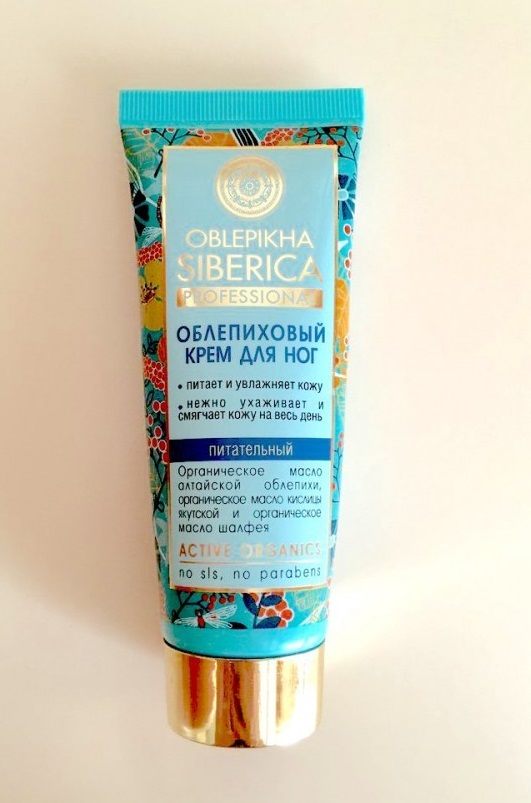 OBLEPIKHA
SIBERICA
PROFESSIONAL
ОБЛЕПИХОВЫЙ
КРЕМ ДЛЯ НОГ
• питает и увлажняет кожу
• нежно ухаживает и
смягчает кожу на весь день
питательный
Органическое масло
алтайской облепихи,
органическое масло кислицы
якутской и органическое
масло шалфея
ACTIVE ORGANICS
no sls, no parabens